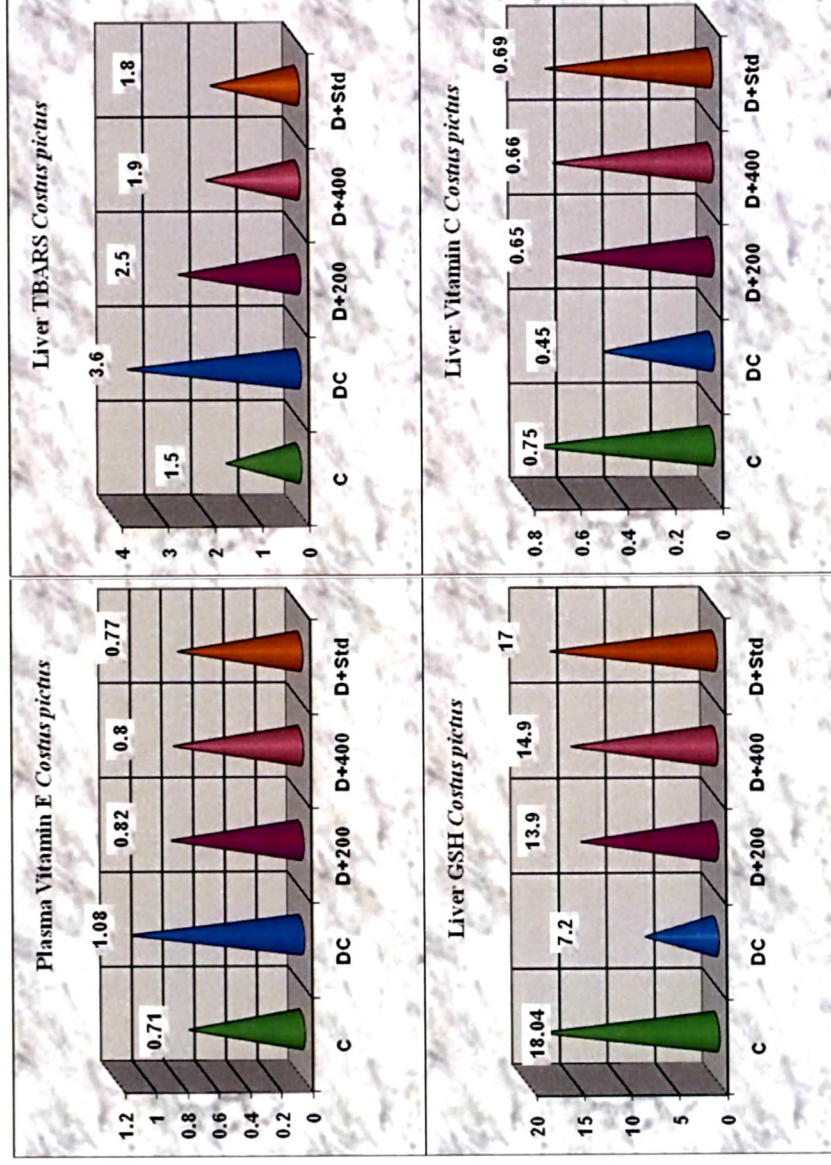 Plasma Vitamin E Costus pictus
1.2
1
0.8
0.6
0.4
0.2
0
0.71
1.08
0.82
0.8
0.77
C
DC
D+200
D+400
D+Std
Liver TBARS Costus pictus
4
3
2
1
0
1.5
3.6
2.5
1.9
1.8
C
DC
D+200
D+400
D+Std
Liver GSH Costus pictus
20
15
10
5
0
18.04
7.2
13.9
14.9
17
C
DC
D+200
D+400
D+Std
Liver Vitamin C Costus pictus
0.8
0.6
0.4
0.2
0
0.75
0.45
0.65
0.66
0.69
C
DC
D+200
D+400
D+Std